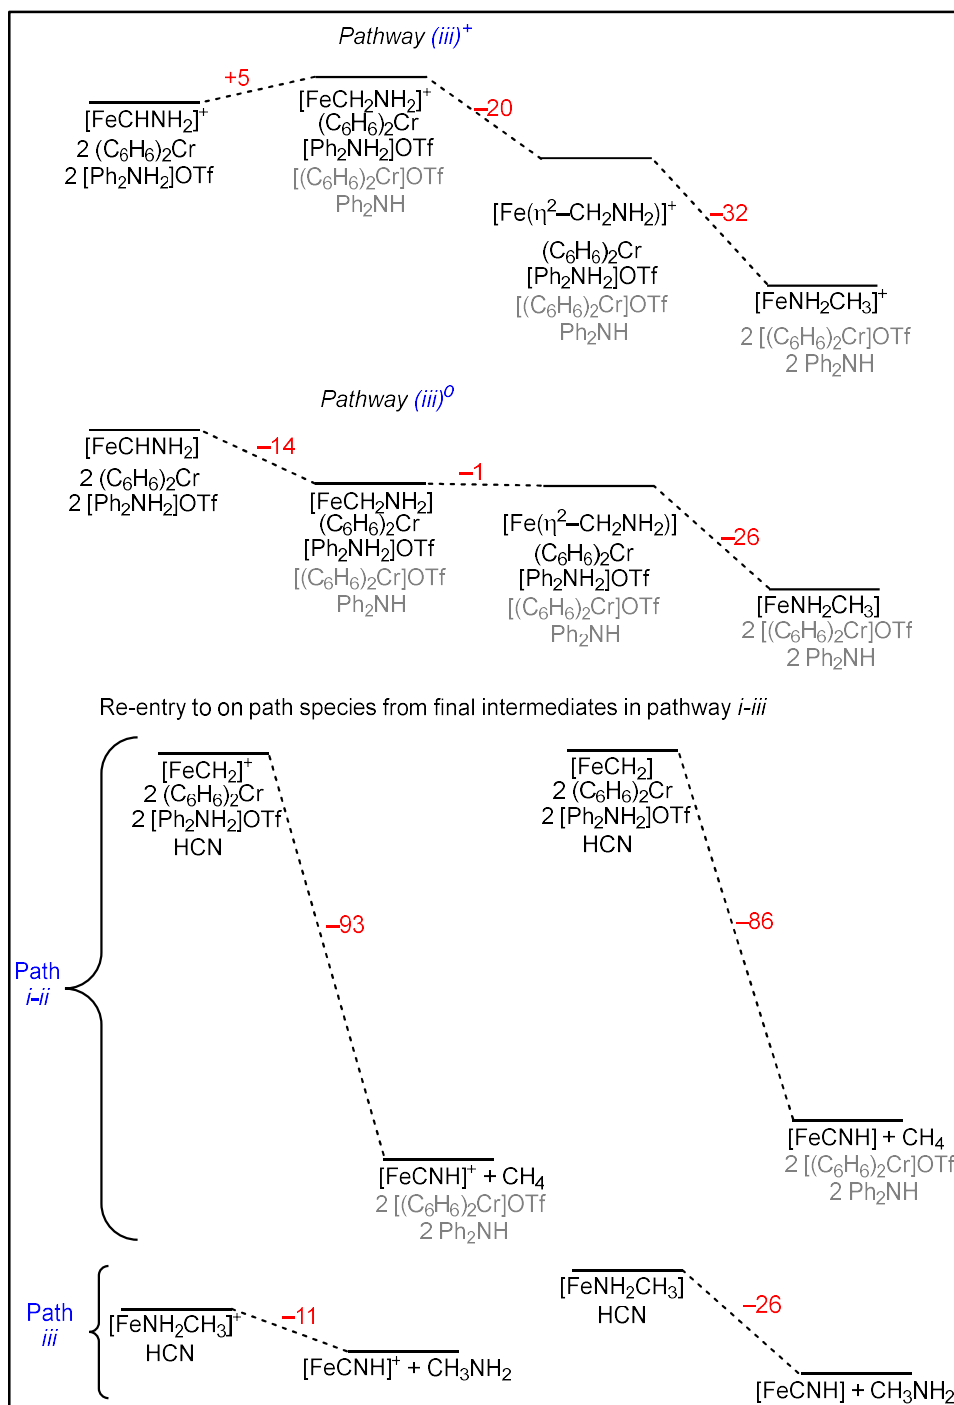 Pathway (iii)⁺
+5
[FeCHNH₂]⁺
2 (C₆H₆)₂Cr
2 [Ph₂NH₂]OTf
[FeCH₂NH₂]⁺
(C₆H₆)₂Cr
[Ph₂NH₂]OTf
[(C₆H₆)₂Cr]OTf
Ph₂NH
–20
[Fe(η²–CH₂NH₂)]⁺
(C₆H₆)₂Cr
[Ph₂NH₂]OTf
[(C₆H₆)₂Cr]OTf
Ph₂NH
–32
[FeNH₂CH₃]⁺
2 [(C₆H₆)₂Cr]OTf
2 Ph₂NH
Pathway (iii)⁰
[FeCHNH₂]
2 (C₆H₆)₂Cr
2 [Ph₂NH₂]OTf
–14
[FeCH₂NH₂]
(C₆H₆)₂Cr
[Ph₂NH₂]OTf
[(C₆H₆)₂Cr]OTf
Ph₂NH
–1
[Fe(η²–CH₂NH₂)]
(C₆H₆)₂Cr
[Ph₂NH₂]OTf
[(C₆H₆)₂Cr]OTf
Ph₂NH
–26
[FeNH₂CH₃]
2 [(C₆H₆)₂Cr]OTf
2 Ph₂NH
Re-entry to on path species from final intermediates in pathway i-iii
Path
i-ii
[FeCH₂]⁺
2 (C₆H₆)₂Cr
2 [Ph₂NH₂]OTf
HCN
–93
[FeCNH]⁺ + CH₄
2 [(C₆H₆)₂Cr]OTf
2 Ph₂NH
[FeCH₂]
2 (C₆H₆)₂Cr
2 [Ph₂NH₂]OTf
HCN
–86
[FeCNH] + CH₄
2 [(C₆H₆)₂Cr]OTf
2 Ph₂NH
Path
iii
[FeNH₂CH₃]⁺
HCN
–11
[FeCNH]⁺ + CH₃NH₂
[FeNH₂CH₃]
HCN
–26
[FeCNH] + CH₃NH₂